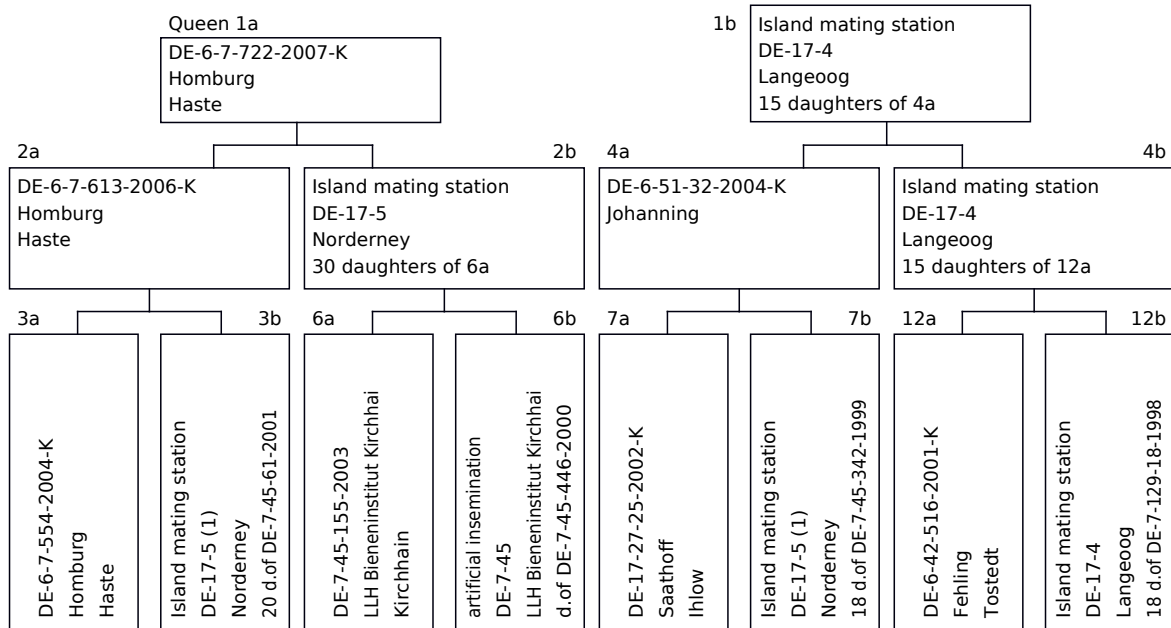 Queen 1a
DE-6-7-722-2007-K
Homburg
Haste
1b
Island mating station
DE-17-4
Langeoog
15 daughters of 4a
2a
DE-6-7-613-2006-K
Homburg
Haste
2b
Island mating station
DE-17-5
Norderney
30 daughters of 6a
4a
DE-6-51-32-2004-K
Johanning
4b
Island mating station
DE-17-4
Langeoog
15 daughters of 12a
3a
DE-6-7-554-2004-K
Homburg
Haste
3b
Island mating station
DE-17-5 (1)
Norderney
20 d.of DE-7-45-61-2001
6a
DE-7-45-155-2003
LLH Bieneninstitut Kirchhai
Kirchhain
6b
artificial insemination
DE-7-45
LLH Bieneninstitut Kirchhai
d.of DE-7-45-446-2000
7a
DE-17-27-25-2002-K
Saathoff
Ihlow
7b
Island mating station
DE-17-5 (1)
Norderney
18 d.of DE-7-45-342-1999
12a
DE-6-42-516-2001-K
Fehling
Tostedt
12b
Island mating station
DE-17-4
Langeoog
18 d.of DE-7-129-18-1998